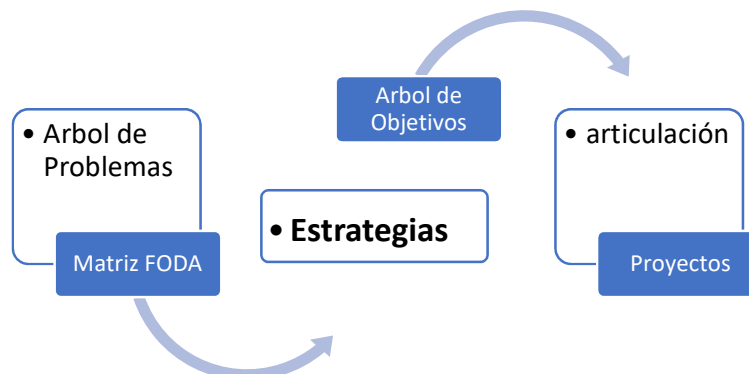 • Arbol de
Problemas
Matriz FODA
Arbol de
Objetivos
• Estrategias
• articulación
Proyectos